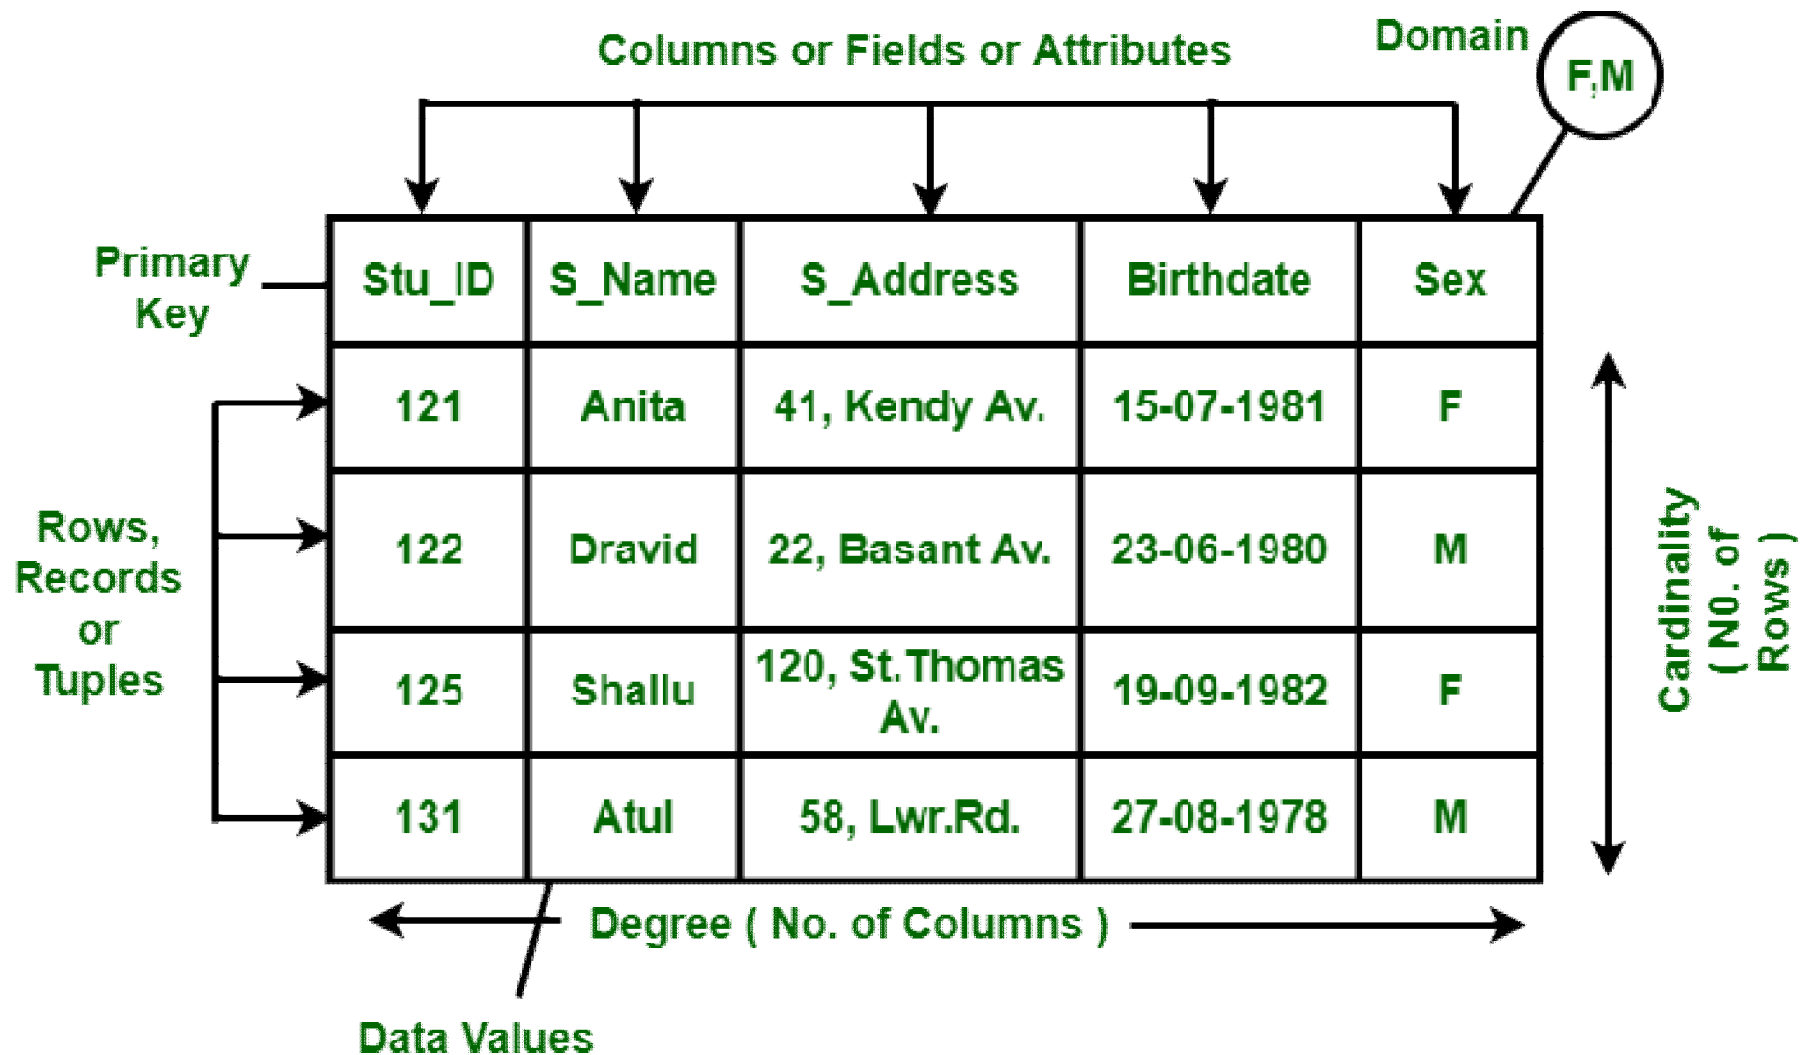 Columns or Fields or Attributes
Domain
F,M
Primary
Key
Stu_ID S_Name S_Address Birthdate Sex
121 Anita 41, Kendy Av. 15-07-1981 F
Rows,
Records
or
Tuples
122 Dravid 22, Basant Av. 23-06-1980 M
125 Shallu 120, St.Thomas
Av. 19-09-1982 F
131 Atul 58, Lwr.Rd. 27-08-1978 M
Cardinality
( N0. of
Rows )
Degree ( No. of Columns )
Data Values